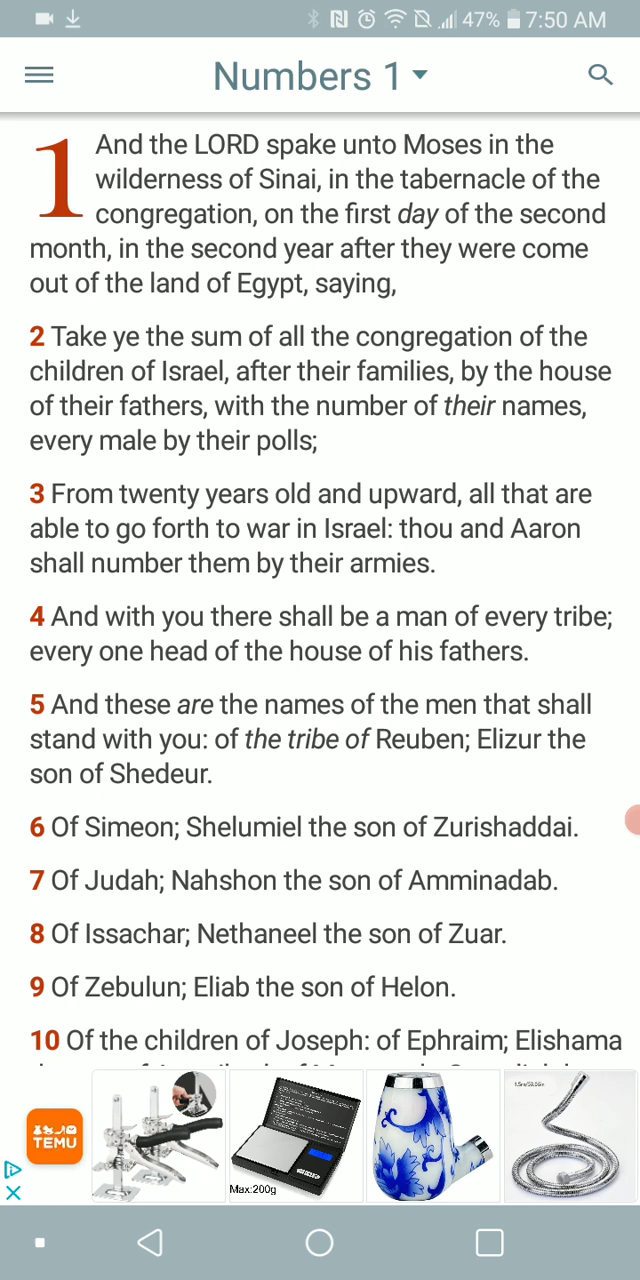 47% 7:50 AM
Numbers 1
1 And the LORD spake unto Moses in the
wilderness of Sinai, in the tabernacle of the
congregation, on the first day of the second
month, in the second year after they were come
out of the land of Egypt, saying,
2 Take ye the sum of all the congregation of the
children of Israel, after their families, by the house
of their fathers, with the number of their names,
every male by their polls;
3 From twenty years old and upward, all that are
able to go forth to war in Israel: thou and Aaron
shall number them by their armies.
4 And with you there shall be a man of every tribe;
every one head of the house of his fathers.
5 And these are the names of the men that shall
stand with you: of the tribe of Reuben; Elizur the
son of Shedeur.
6 Of Simeon; Shelumiel the son of Zurishaddai.
7 Of Judah; Nahshon the son of Amminadab.
8 Of Issachar; Nethaneel the son of Zuar.
9 Of Zebulun; Eliab the son of Helon.
10 Of the children of Joseph: of Ephraim; Elishama
TEMU
Max:200g